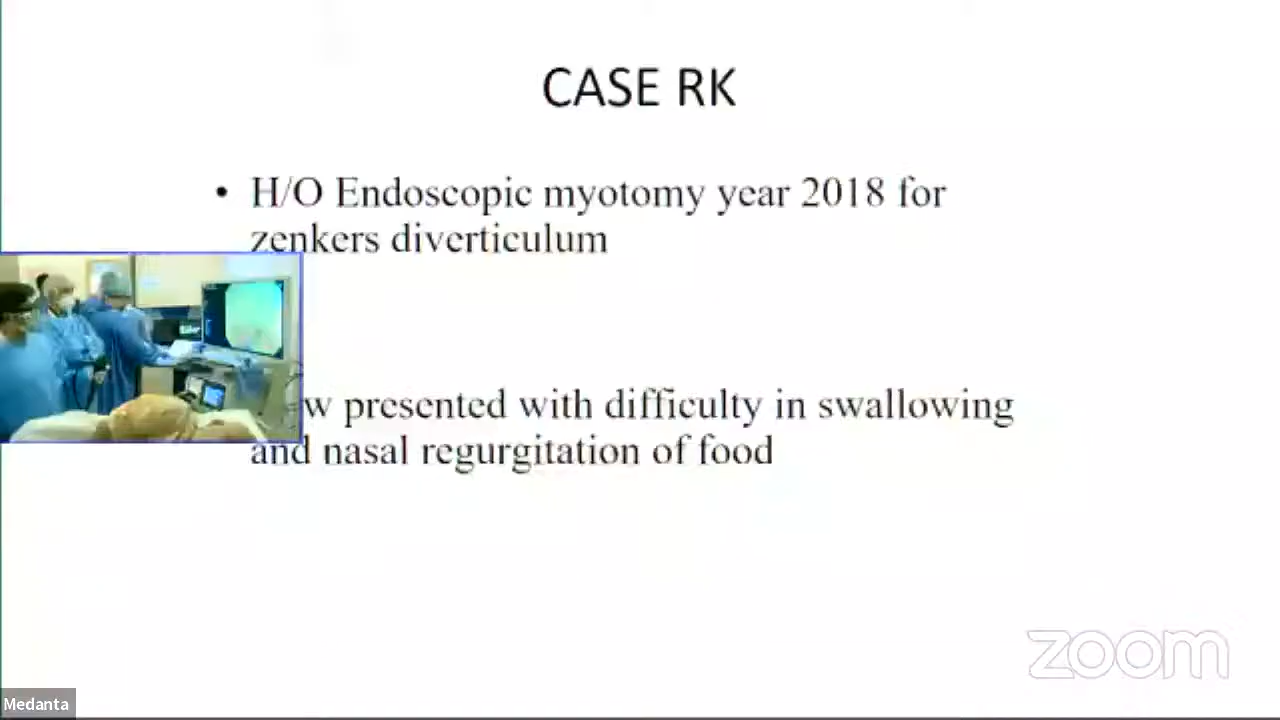 CASE RK
• H/O Endoscopic myotomy year 2018 for
zenkers diverticulum
w presented with difficulty in swallowing
and nasal regurgitation of food
zoom
Medanta